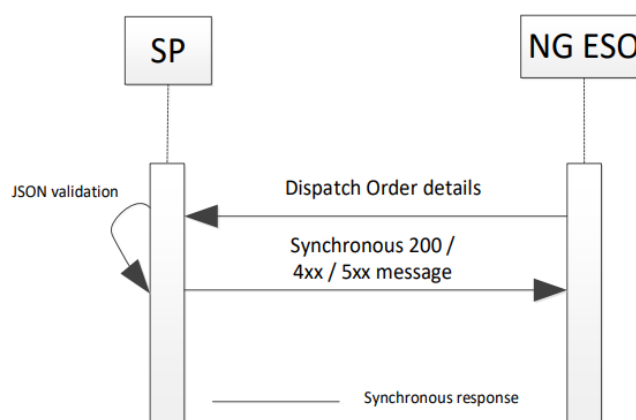 SP
NG ESO
JSON validation
Dispatch Order details
Synchronous 200 /
4xx / 5xx message
Synchronous response